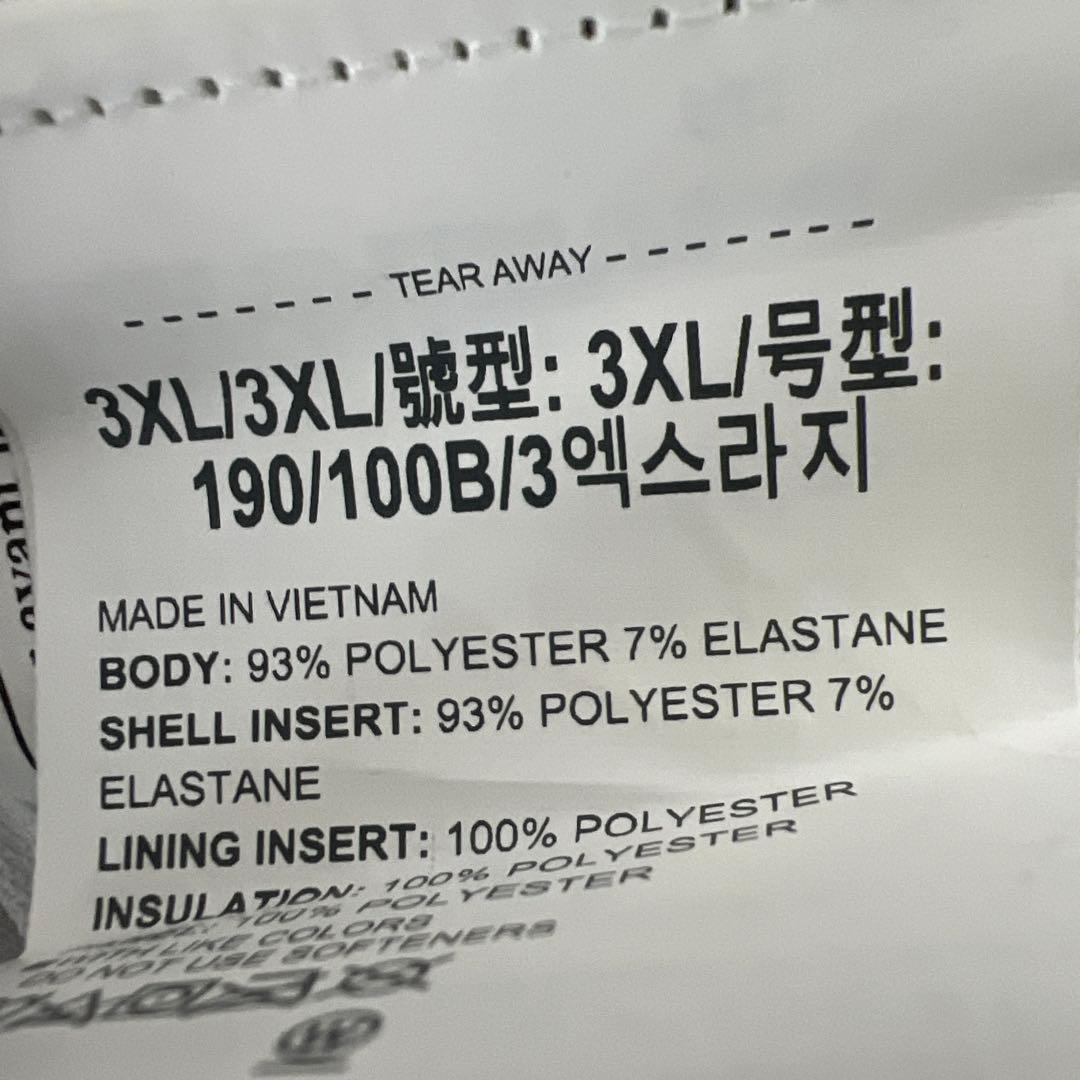 - - - - - - - TEAR AWAY - - - - - - -
3XL/3XL/號型: 3XL/号型:
190/100B/3엑스라지
MADE IN VIETNAM
BODY: 93% POLYESTER 7% ELASTANE
SHELL INSERT: 93% POLYESTER 7%
ELASTANE
LINING INSERT: 100% POLYESTER
INSULATION: 100% POLYESTER
100% POLYESTER
WITH LIKE COLORS
DO NOT USE SOFTENERS